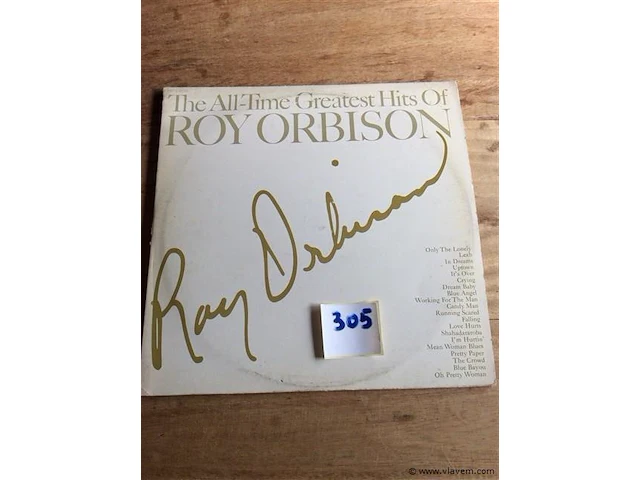 The All-Time Greatest Hits Of
ROY ORBISON
Roy Orbison
305
Only The Lonely
Leah
In Dreams
Uptown
It's Over
Crying
Dream Baby
Blue Angel
Working For The Man
Candy Man
Running Scared
Falling
Love Hurts
Shahadaroba
I'm Hurtin'
Mean Woman Blues
Pretty Paper
The Crowd
Blue Bayou
Oh Pretty Woman
© www.vlavem.com